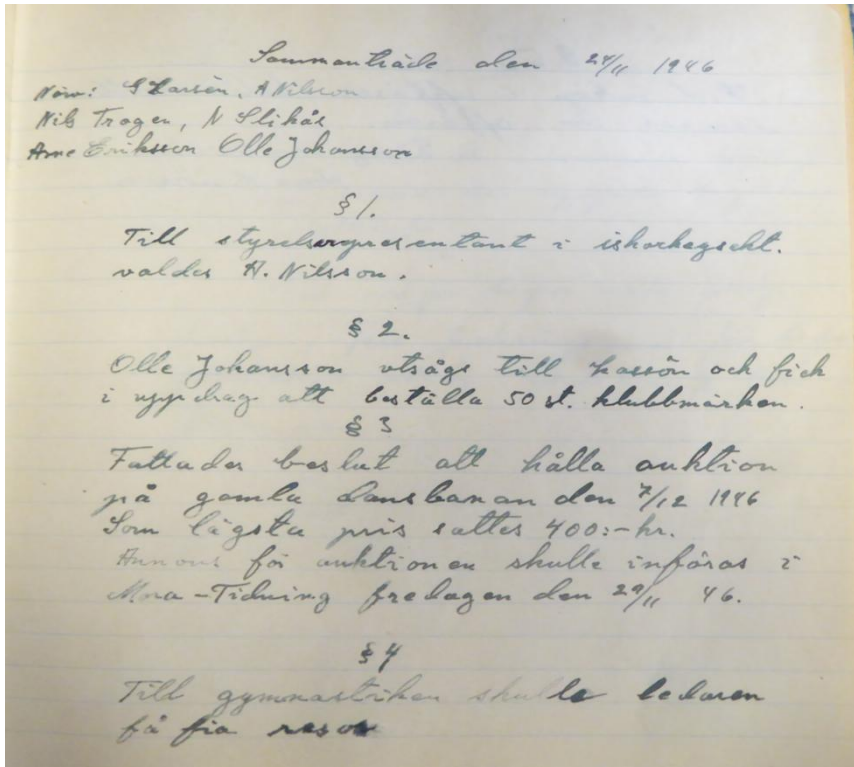 Sammanträde den 24/11 1946
Närv: G Larsén, A Nilsson
Nils Trogen, N Slikås
Arne Eriksson Olle Johansson
§ 1.
Till styrelserepresentant i ishockeysekt.
valdes A. Nilsson.
§ 2.
Olle Johansson utsågs till kassör och fick
i uppdrag att beställa 50 st. klubbmärken.
§ 3
Fattades beslut att hålla auktion
på gamla dansbanan den 7/12 1946
Som lägsta pris sattes 400:- kr.
Annons för auktionen skulle införas i
Mora-Tidning fredagen den 29/11 46.
§ 4
Till gymnastiken skulle ledaren
få fia resor